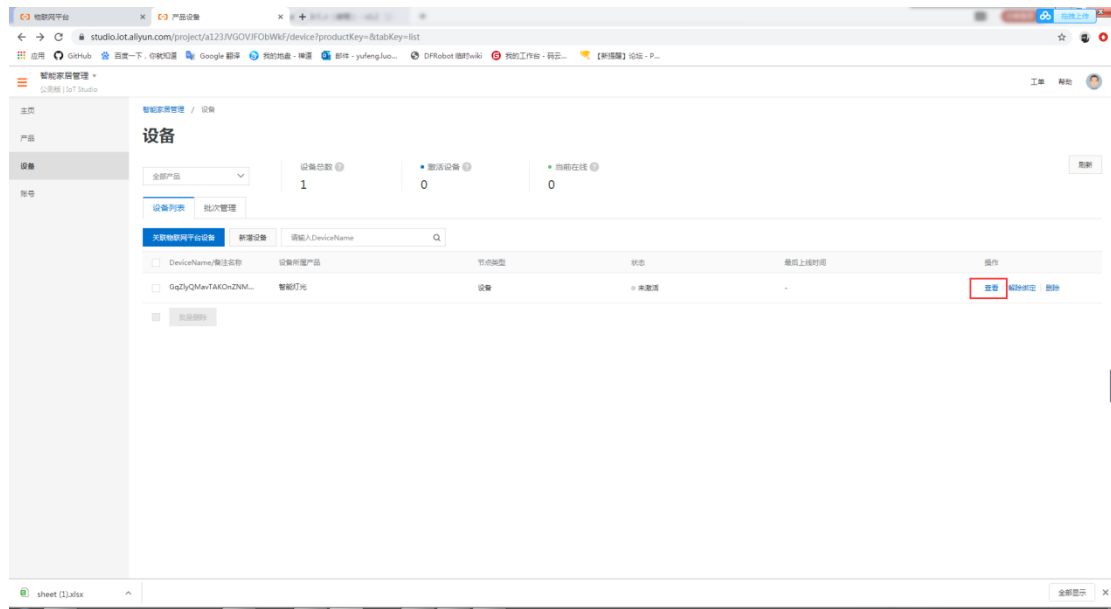 物联网平台 产品设备
拖拽上传
studio.iot.aliyun.com/project/a123JVGOVJFObWkF/device?productKey=&tabKey=list
应用 GitHub 百度一下，你就知道 Google 翻译 我的地盘 - 禅道 邮件 - yufeng.luo... DFRobot 临时wiki 我的工作台 - 码云... 【新提醒】论坛 - P...
智能家居管理
公测版 | IoT Studio
工单 帮助
主页
产品
设备
账号
智能家居管理 / 设备
设备
全部产品
设备总数 激活设备 当前在线
1 0 0
刷新
设备列表 批次管理
关联物联网平台设备 新增设备 请输入DeviceName
DeviceName/备注名称 设备所属产品 节点类型 状态 最后上线时间 操作
GqZlyQMavTAKOnZNM... 智能灯光 设备 未激活 - 查看 解除绑定 删除
批量删除
sheet (1).xlsx
全部显示